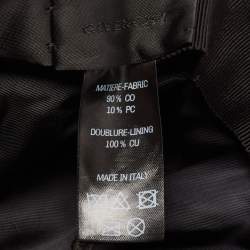 MATIERE-FABRIC
90% CO
10% PC
DOUBLURE-LINING
100% CU
MADE IN ITALY